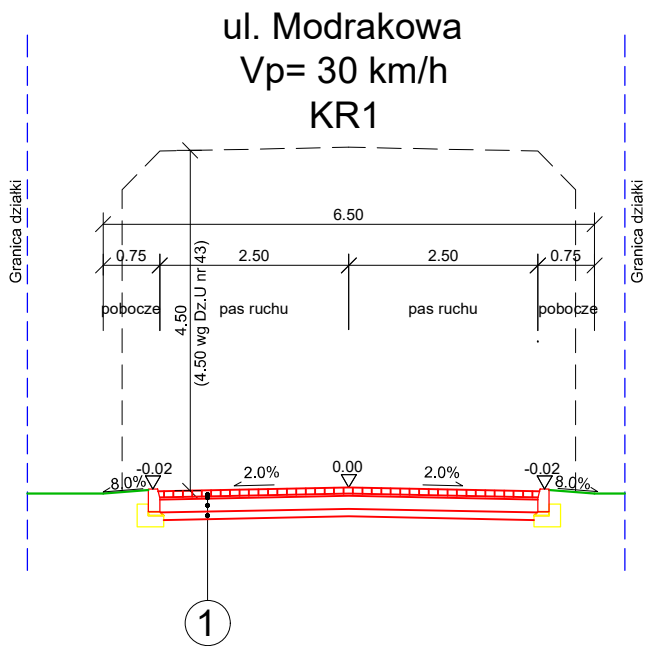 ul. Modrakowa
Vp= 30 km/h
KR1
Granica działki
Granica działki
6.50
0.75 2.50 2.50 0.75
pobocze pas ruchu pas ruchu pobocze
4.50
(4.50 wg Dz.U nr 43)
8.0% -0.02 2.0% 0.00 2.0% -0.02 8.0%
1